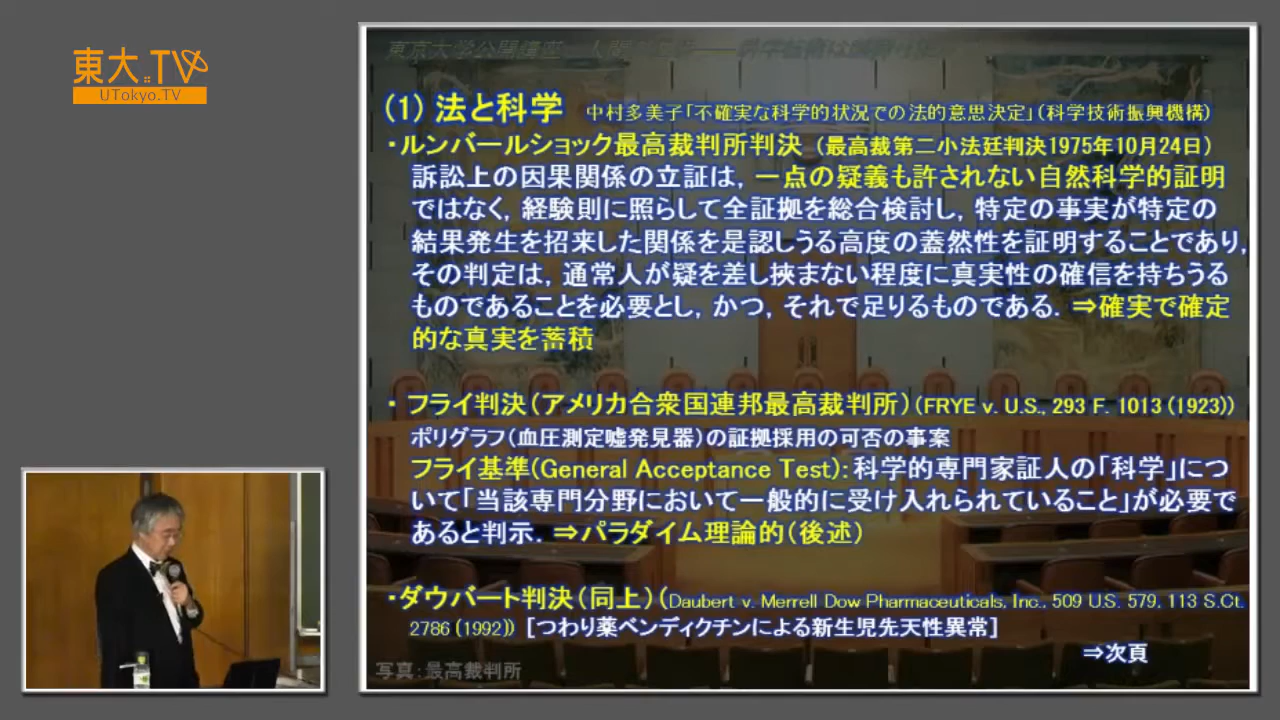 東大.TV
UTokyo.TV
東京大学公開講座
(1) 法と科学 中村多美子「不確実な科学的状況での法的意思決定」(科学技術振興機構)
・ルンバールショック最高裁判所判決 (最高裁第二小法廷判決1975年10月24日)
訴訟上の因果関係の立証は, 一点の疑義も許されない自然科学的証明
ではなく, 経験則に照らして全証拠を総合検討し, 特定の事実が特定の
結果発生を招来した関係を是認しうる高度の蓋然性を証明することであり,
その判定は, 通常人が疑を差し挟まない程度に真実性の確信を持ちうる
ものであることを必要とし, かつ, それで足りるものである. ⇒確実で確定
的な真実を蓄積
・フライ判決(アメリカ合衆国連邦最高裁判所)(FRYE v. U.S., 293 F. 1013 (1923))
ポリグラフ(血圧測定嘘発見器)の証拠採用の可否の事案
フライ基準(General Acceptance Test):科学的専門家証人の「科学」につ
いて「当該専門分野において一般的に受け入れられていること」が必要で
あると判示. ⇒パラダイム理論的(後述)
・ダウバート判決(同上)(Daubert v. Merrell Dow Pharmaceuticals, Inc., 509 U.S. 579, 113 S.Ct.
2786 (1992)) [つわり薬ベンディクチンによる新生児先天性異常]
⇒次頁
写真:最高裁判所